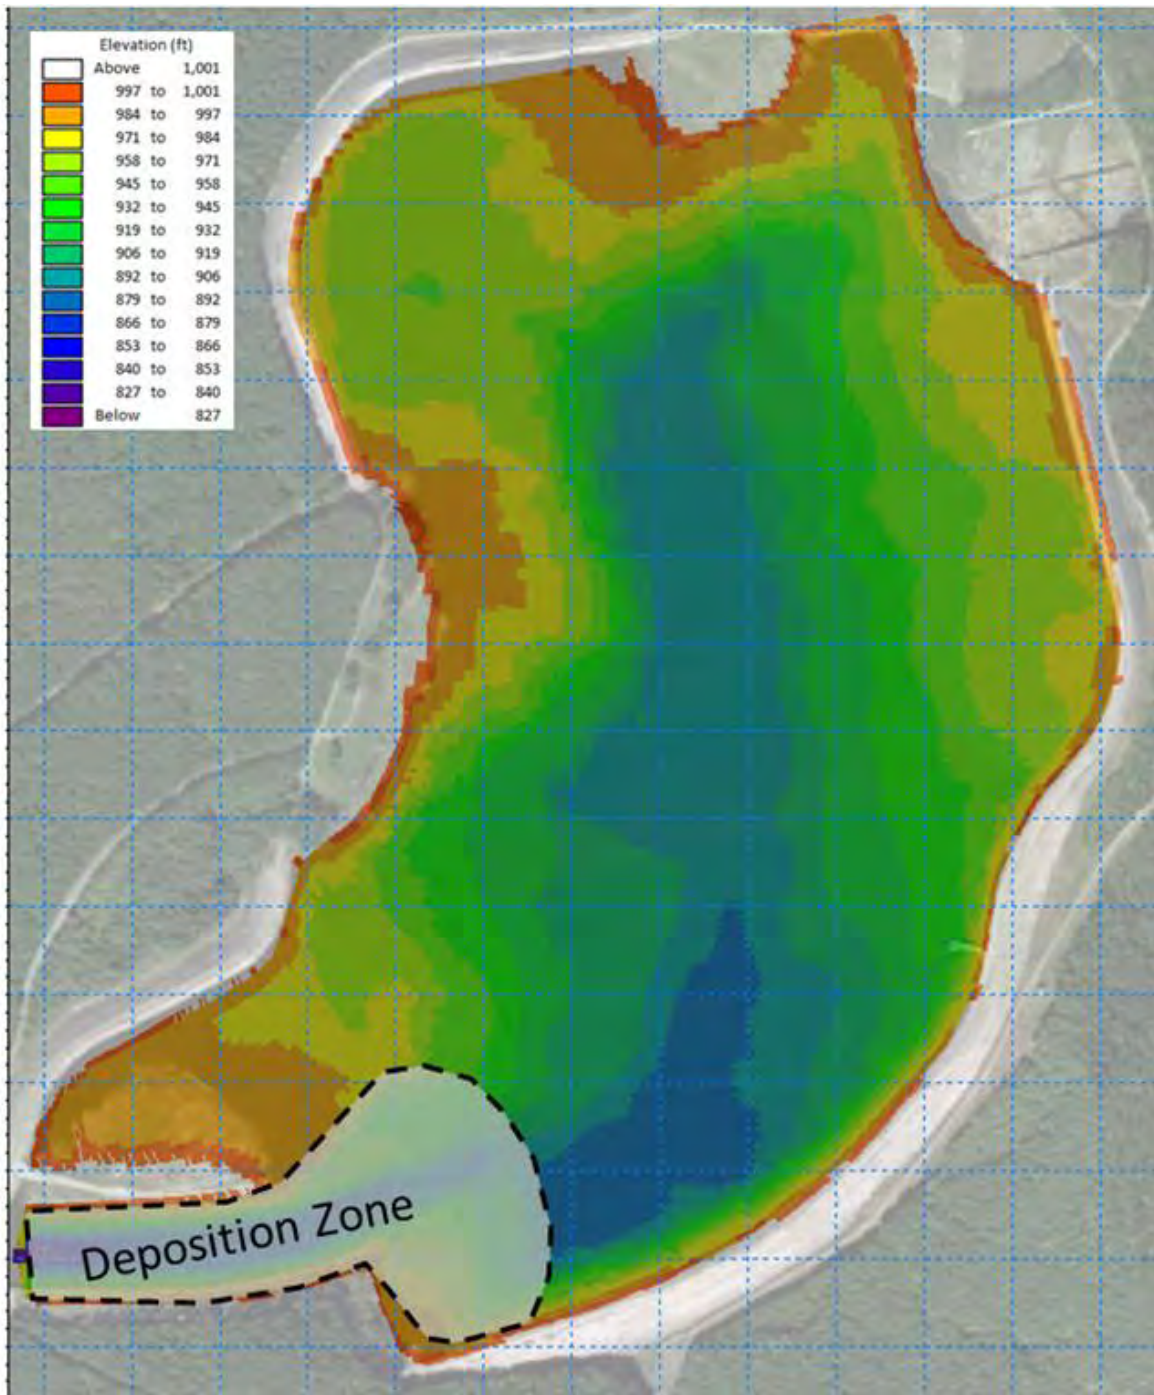 Elevation (ft)
Above 1,001
997 to 1,001
984 to 997
971 to 984
958 to 971
945 to 958
932 to 945
919 to 932
906 to 919
892 to 906
879 to 892
866 to 879
853 to 866
840 to 853
827 to 840
Below 827
Deposition Zone